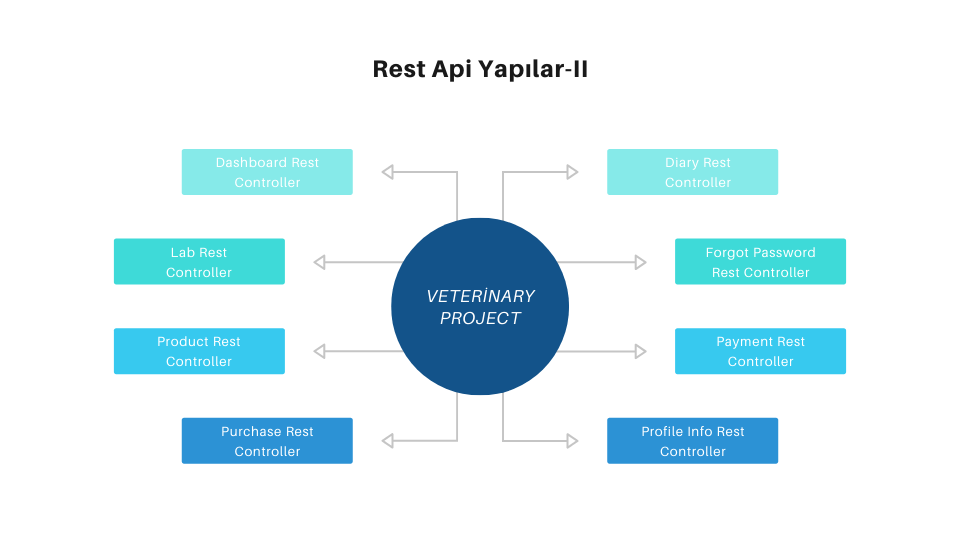 Rest Api Yapılar-II
Dashboard Rest
Controller
Diary Rest
Controller
Lab Rest
Controller
Forgot Password
Rest Controller
VETERİNARY
PROJECT
Product Rest
Controller
Payment Rest
Controller
Purchase Rest
Controller
Profile Info Rest
Controller